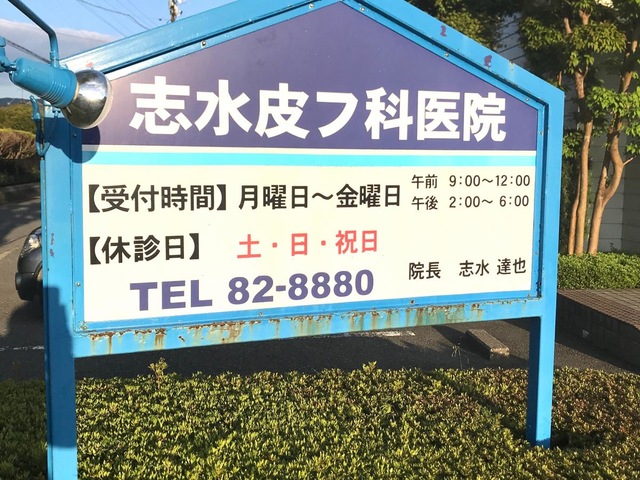 志水皮フ科医院
【受付時間】月曜日～金曜日 午前 9:00～12:00
午後 2:00～ 6:00
【休診日】 土・日・祝日
院長 志水 達也
TEL 82-8880